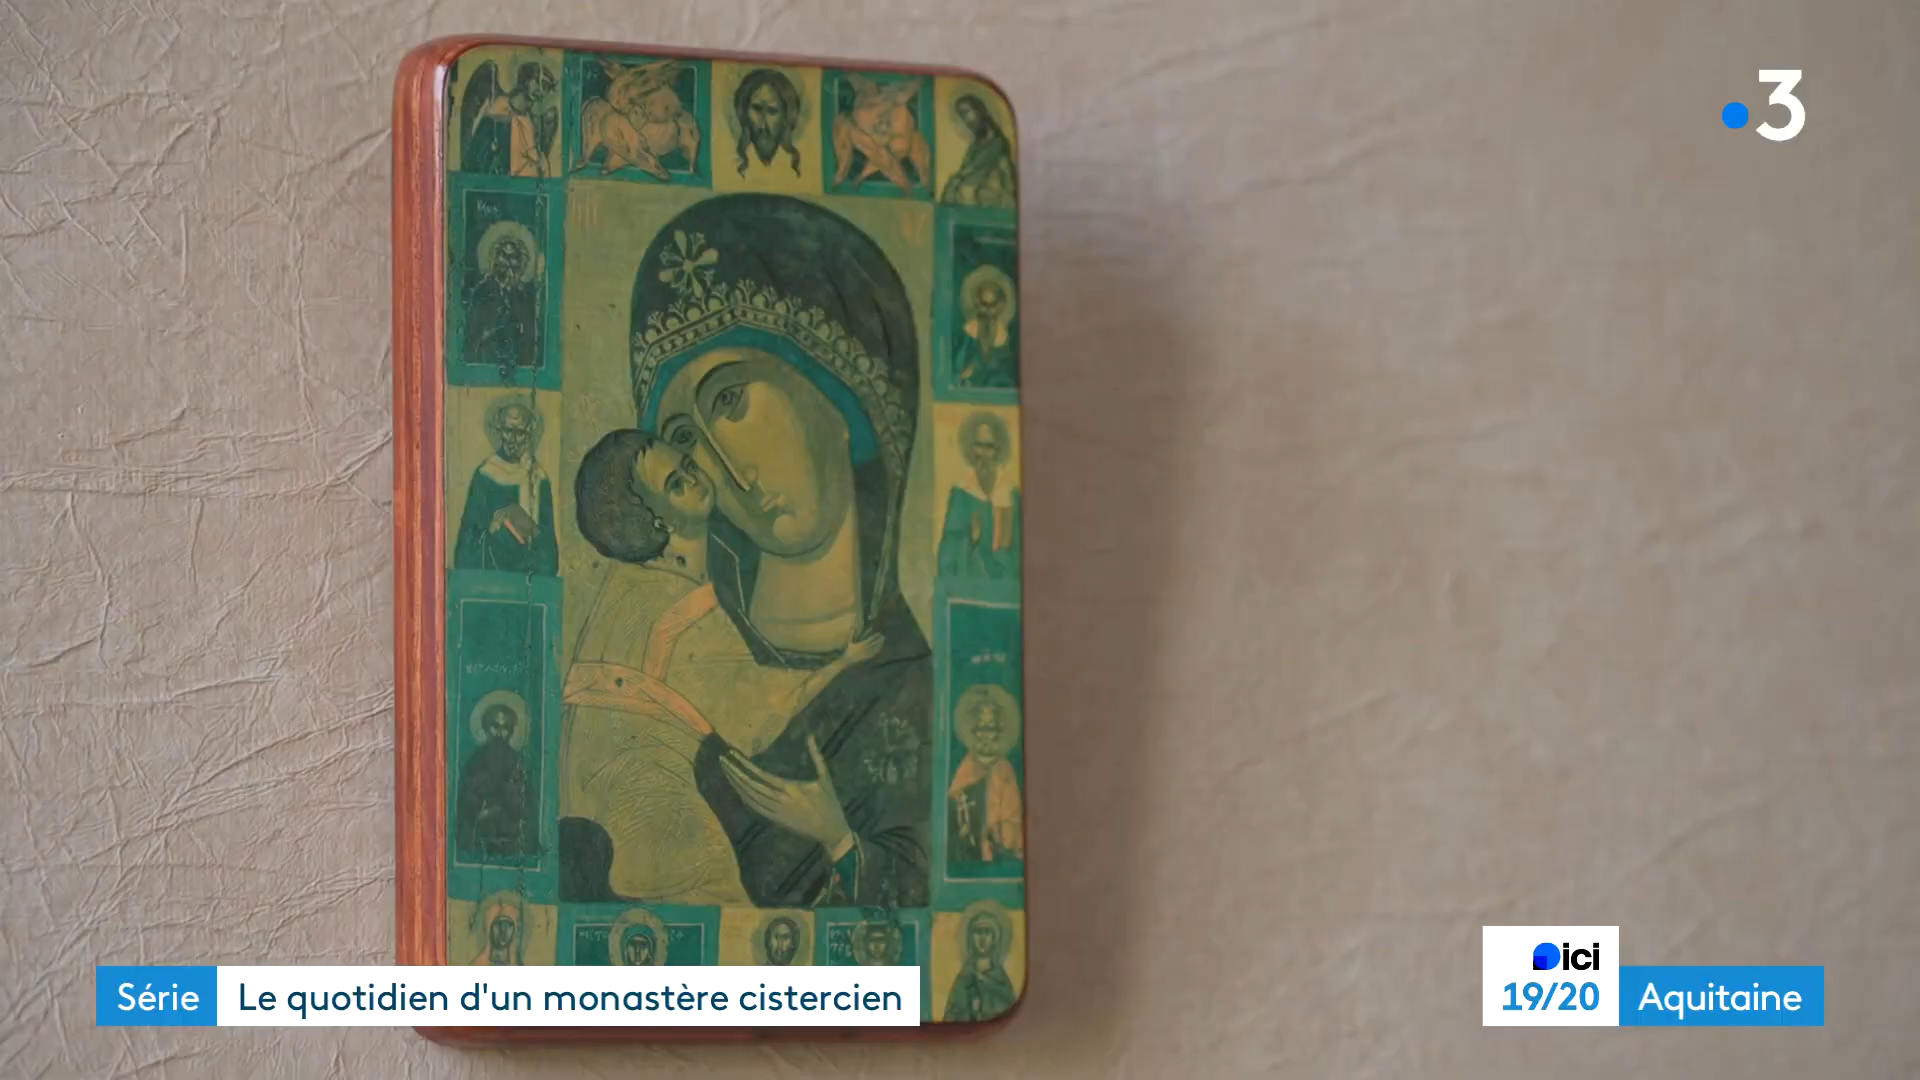 3
Série
Le quotidien d'un monastère cistercien
ici
19/20
Aquitaine